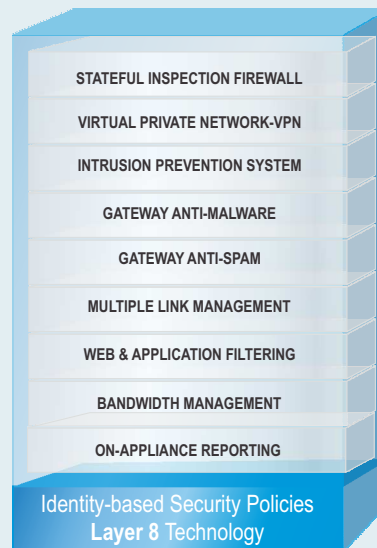 STATEFUL INSPECTION FIREWALL
VIRTUAL PRIVATE NETWORK-VPN
INTRUSION PREVENTION SYSTEM
GATEWAY ANTI-MALWARE
GATEWAY ANTI-SPAM
MULTIPLE LINK MANAGEMENT
WEB & APPLICATION FILTERING
BANDWIDTH MANAGEMENT
ON-APPLIANCE REPORTING
Identity-based Security Policies
Layer 8 Technology